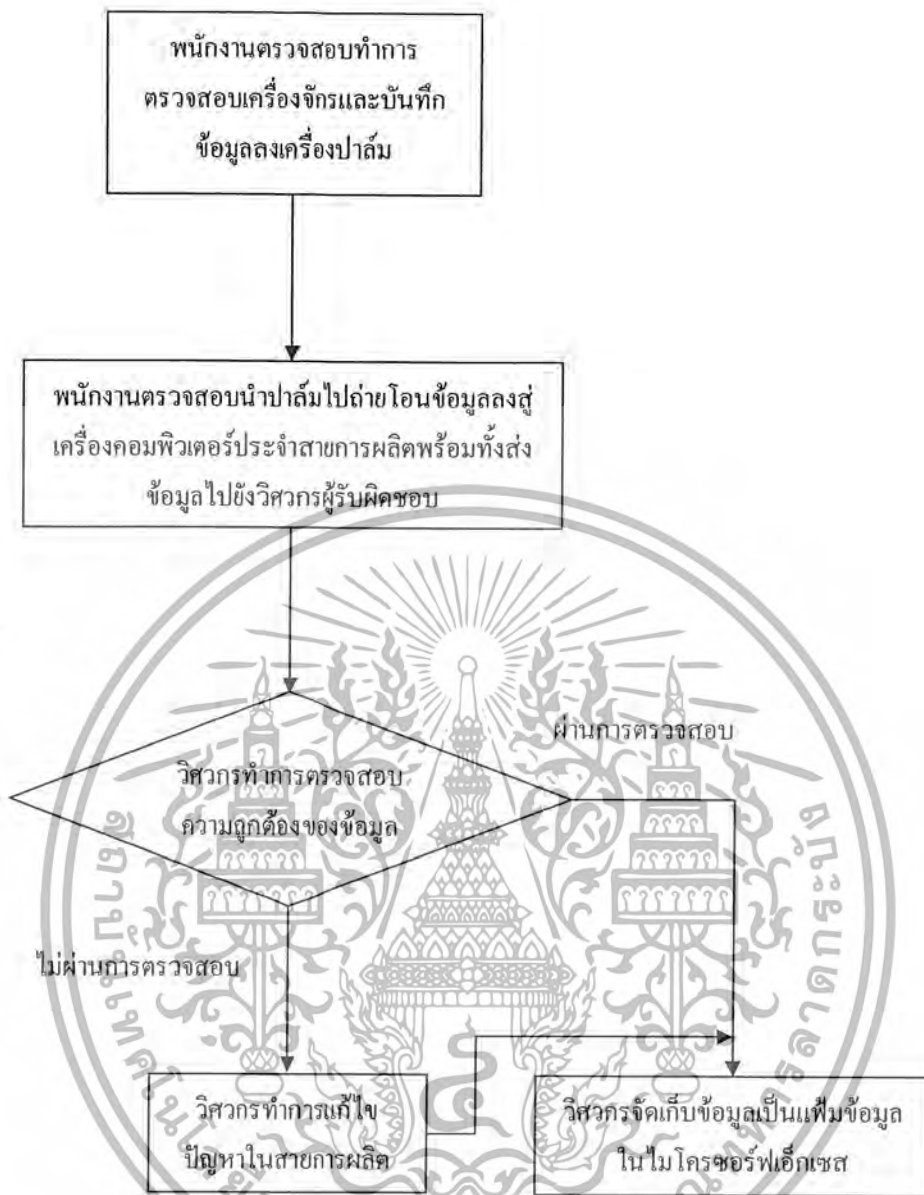 พนักงานตรวจสอบทำการ
ตรวจสอบเครื่องจักรและบันทึก
ข้อมูลลงเครื่องปาล์ม
พนักงานตรวจสอบนำปาล์มไปถ่ายโอนข้อมูลลงสู่
เครื่องคอมพิวเตอร์ประจำสายการผลิตพร้อมทั้งส่ง
ข้อมูลไปยังวิศวกรผู้รับผิดชอบ
ผ่านการตรวจสอบ
วิศวกรทำการตรวจสอบ
ความถูกต้องของข้อมูล
ไม่ผ่านการตรวจสอบ
วิศวกรทำการแก้ไข
ปัญหาในสายการผลิต
วิศวกรจัดเก็บข้อมูลเป็นแฟ้มข้อมูล
ในไมโครซอร์ฟเอ็กเซส